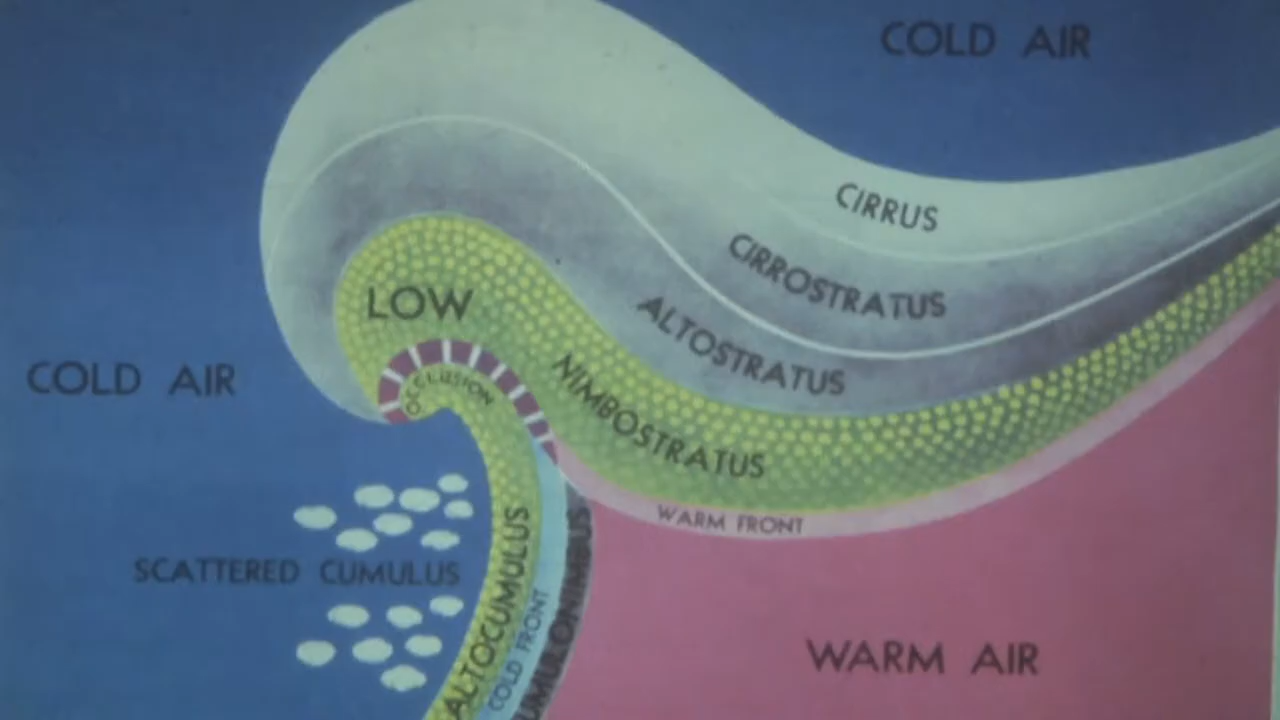 COLD AIR
CIRRUS
CIRROSTRATUS
ALTOSTRATUS
LOW
NIMBOSTRATUS
OCCLUSION
COLD AIR
WARM FRONT
SCATTERED CUMULUS
ALTOCUMULUS
COLD FRONT
UMULONIMBUS
WARM AIR